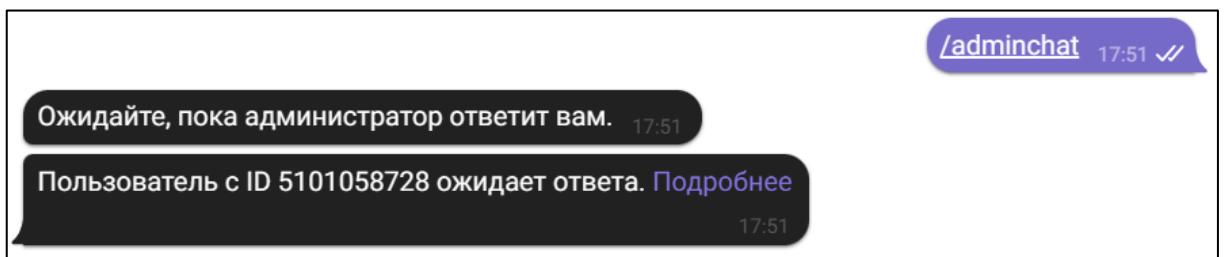 /adminchat 17:51
Ожидайте, пока администратор ответит вам. 17:51
Пользователь с ID 5101058728 ожидает ответа. Подробнее
17:51